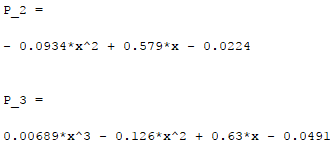 P_2 =
- 0.0934*x^2 + 0.579*x - 0.0224
P_3 =
0.00689*x^3 - 0.126*x^2 + 0.63*x - 0.0491